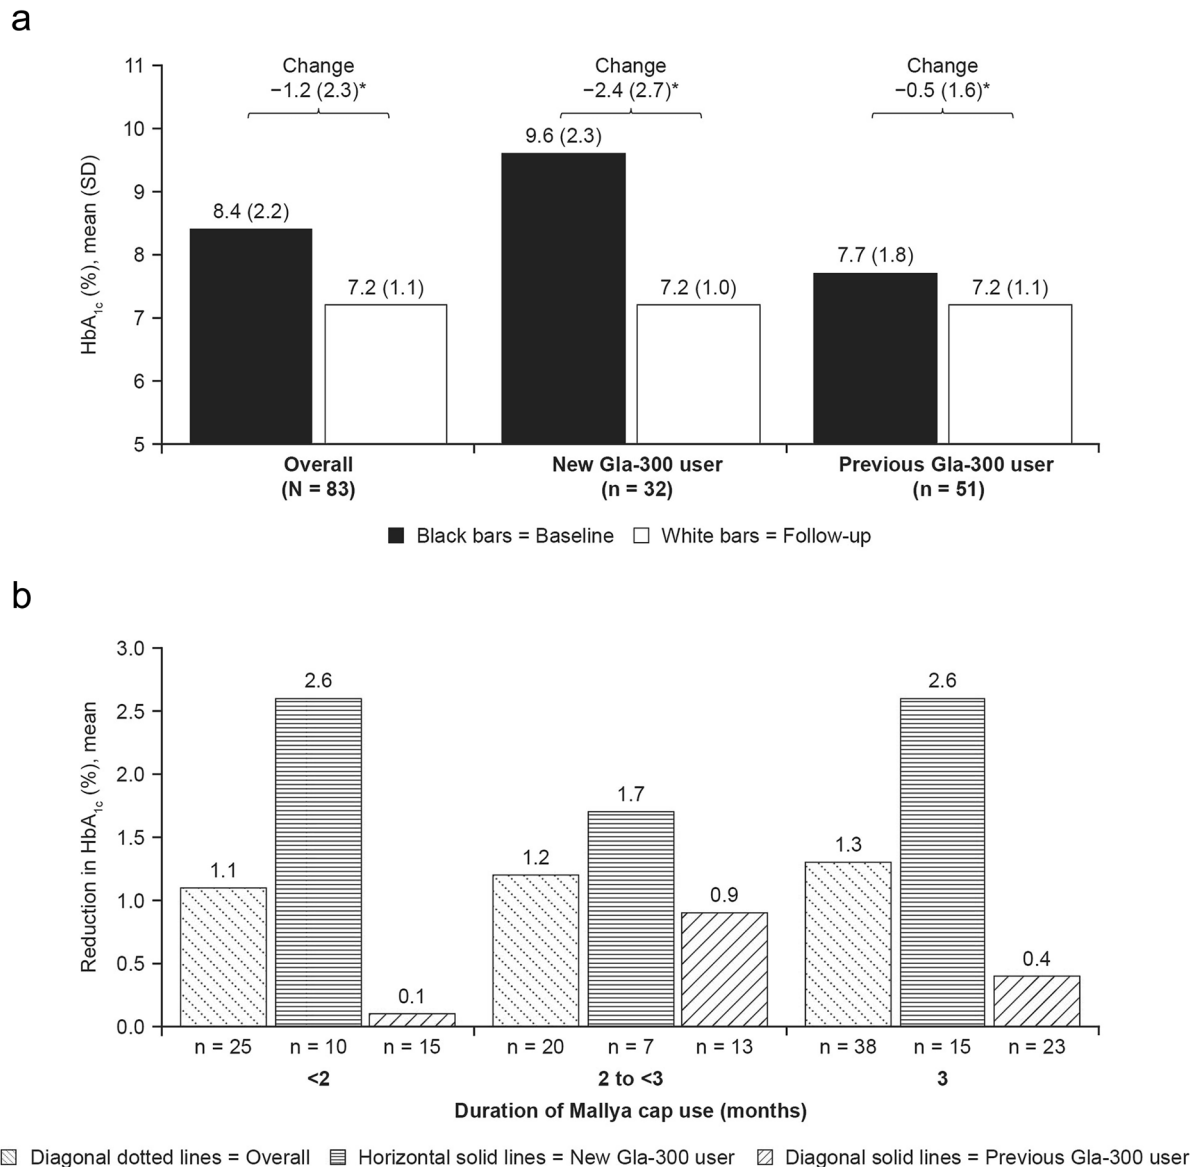 a
Change Change Change
−1.2 (2.3)* −2.4 (2.7)* −0.5 (1.6)*
HbA1c (%), mean (SD)
11
10
9
8
7
6
5
8.4 (2.2)
7.2 (1.1)
9.6 (2.3)
7.2 (1.0)
7.7 (1.8)
7.2 (1.1)
Overall New Gla-300 user Previous Gla-300 user
(N = 83) (n = 32) (n = 51)
Black bars = Baseline White bars = Follow-up
b
Reduction in HbA1c (%), mean
3.0
2.5
2.0
1.5
1.0
0.5
0.0
1.1
2.6
0.1
1.2
1.7
0.9
1.3
2.6
0.4
n = 25 n = 10 n = 15 n = 20 n = 7 n = 13 n = 38 n = 15 n = 23
<2 2 to <3 3
Duration of Mallya cap use (months)
Diagonal dotted lines = Overall Horizontal solid lines = New Gla-300 user Diagonal solid lines = Previous Gla-300 user